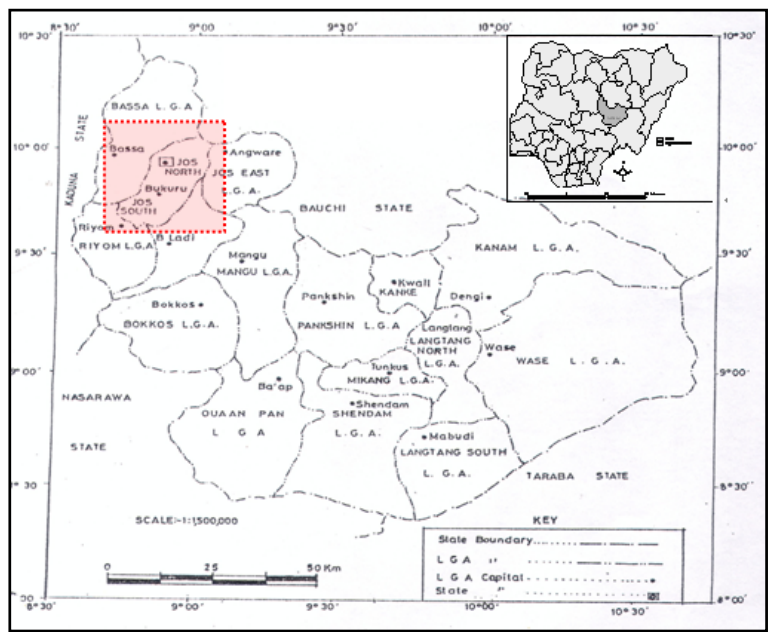 8°30' 9°00' 9°30' 10°00' 10°30'
10°30' 10°30'
BASSA L.G.A
KADUNA STATE
10°00' 10°00'
Bassa
JOS NORTH
Angware
JOS EAST L.G.A.
Bukuru
JOS SOUTH
BAUCHI STATE
Riyom
RIYOM L.G.A
B Ladi
KANAM L.G.A.
9°30' 9°30'
Mangu
MANGU L.G.A.
Kwall
KANKE
Pankshin
Dengi
Bokkos
BOKKOS L.G.A.
PANKSHIN L.G.A
Langtang
LANGTANG NORTH L.G.A.
Wase
WASE L.G.A.
9°00' 9°00'
Tunkus
MIKANG L.G.A.
Ba'ap
NASARAWA STATE
QUAAN PAN L G A
Shendam
SHENDAM L.G.A.
Mabudi
LANGTANG SOUTH L.G.A.
TARABA STATE
8°30' 8°30'
SCALE:-1:1,500,000
KEY
State Boundary
L G A "
L G A Capital
State "
0 25 50 Km
8°00'
8°30' 9°00' 9°30' 10°00' 10°30'